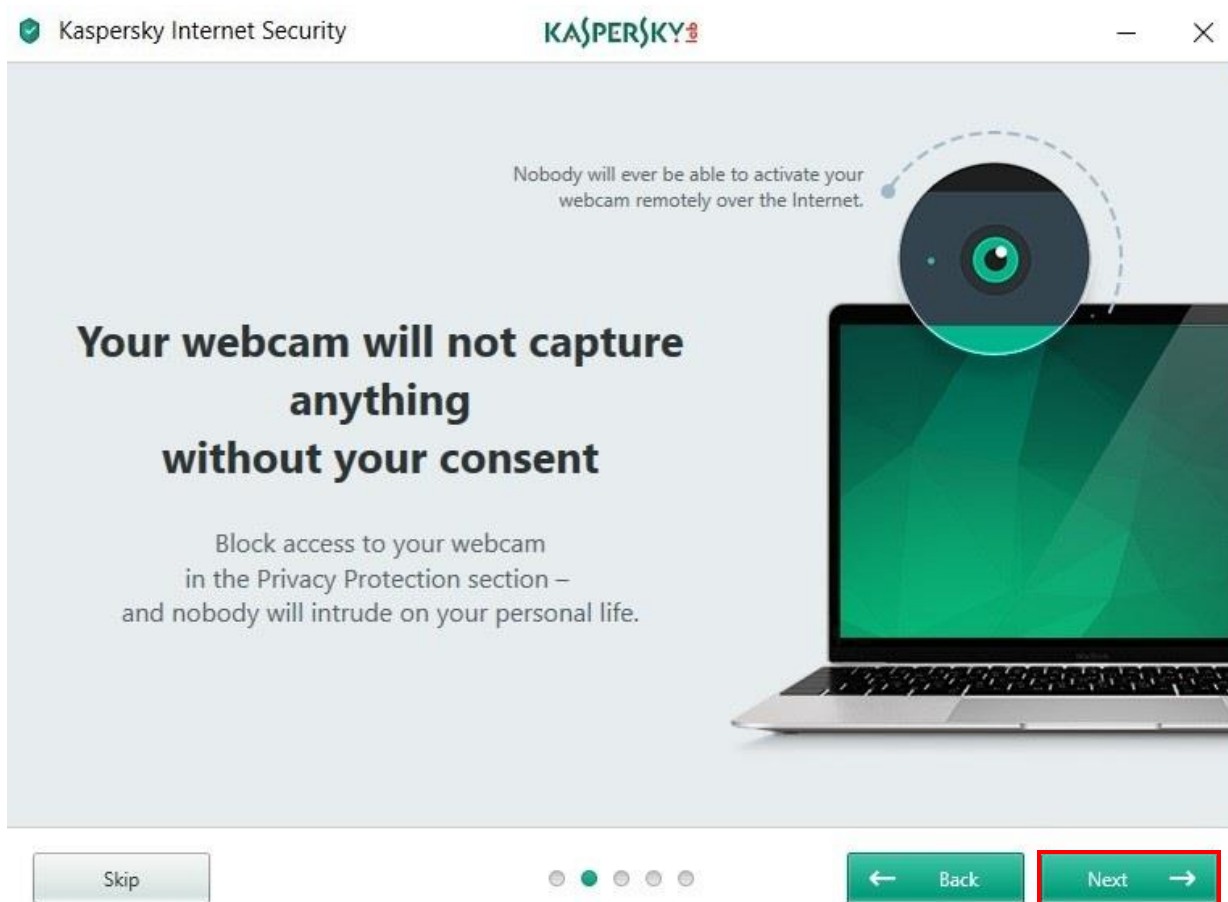 Kaspersky Internet Security
KASPERSKY lab
Nobody will ever be able to activate your
webcam remotely over the Internet.
Your webcam will not capture
anything
without your consent
Block access to your webcam
in the Privacy Protection section –
and nobody will intrude on your personal life.
Skip
Back
Next